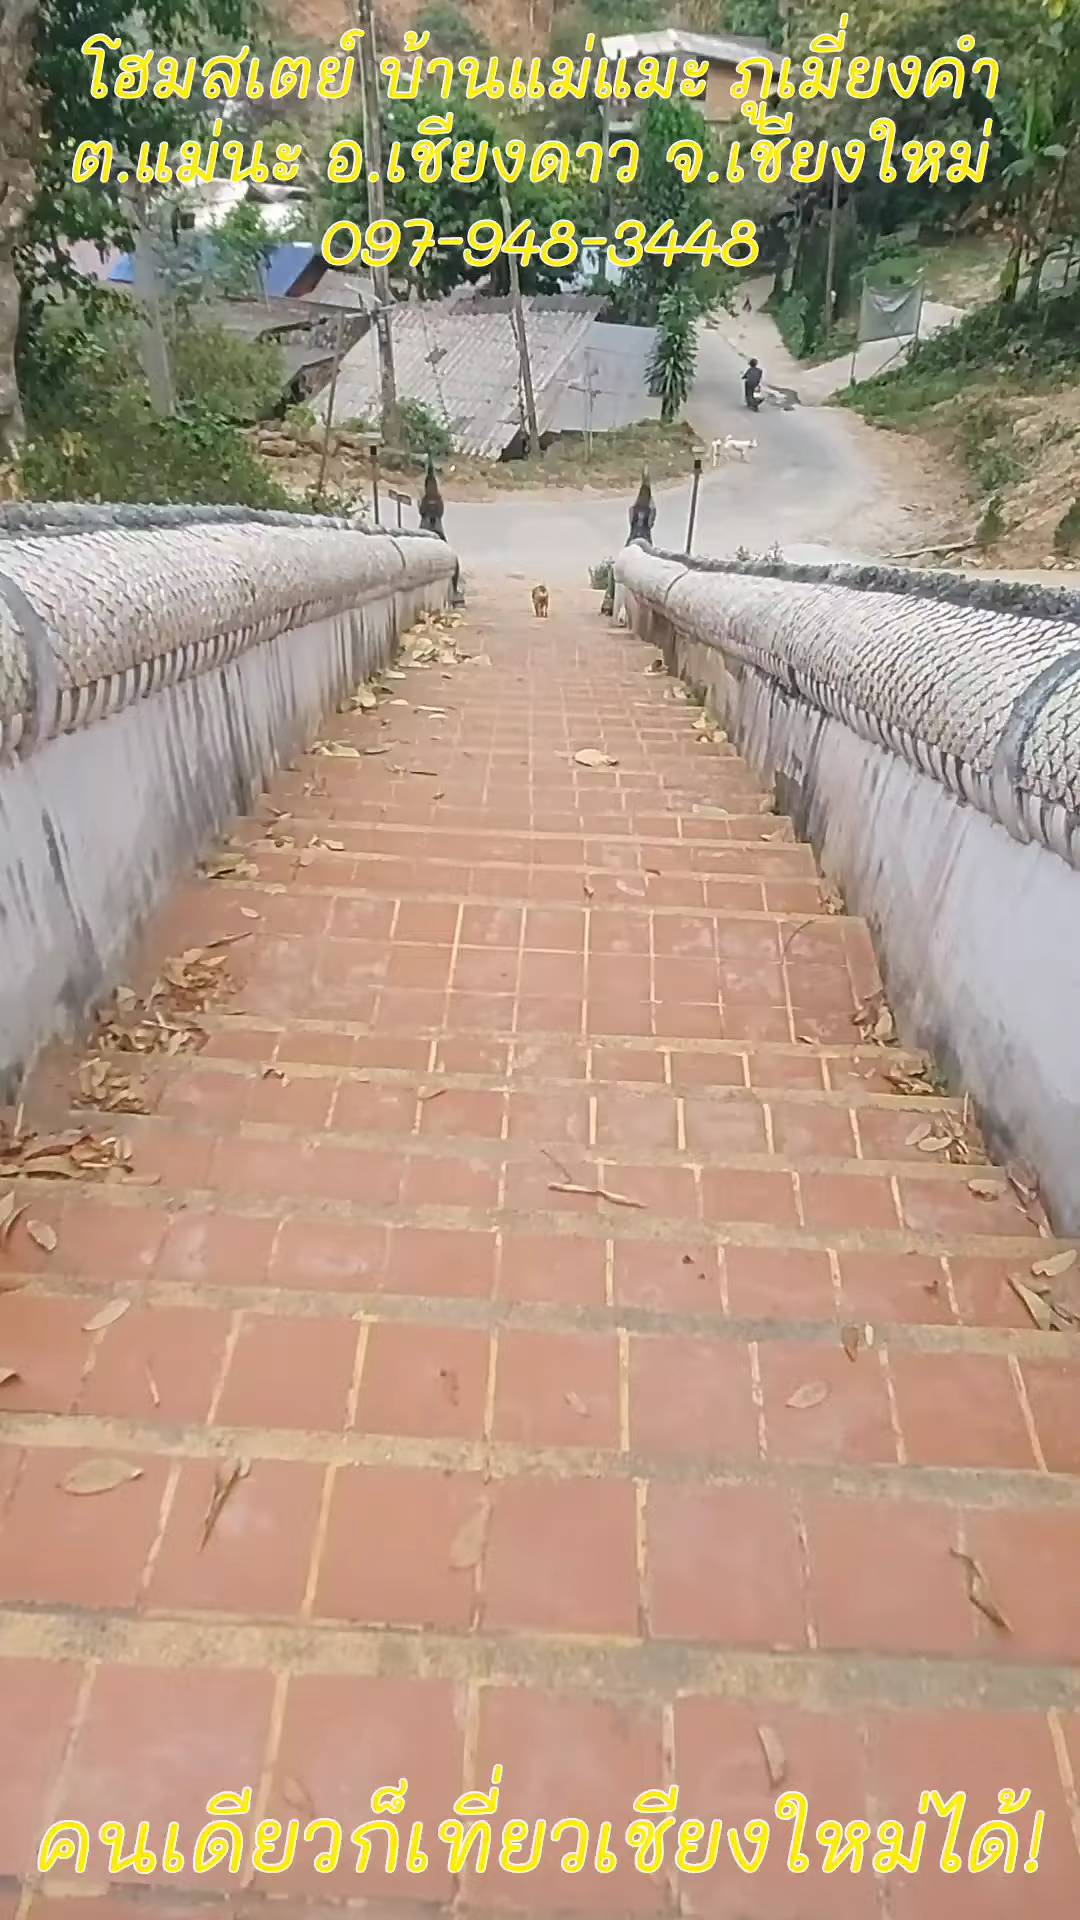 โฮมสเตย์ บ้านแม่แมะ ภูเมี่ยงคำ
ต.แม่นะ อ.เชียงดาว จ.เชียงใหม่
097-948-3448
คนเดียวก็เที่ยวเชียงใหม่ได้!